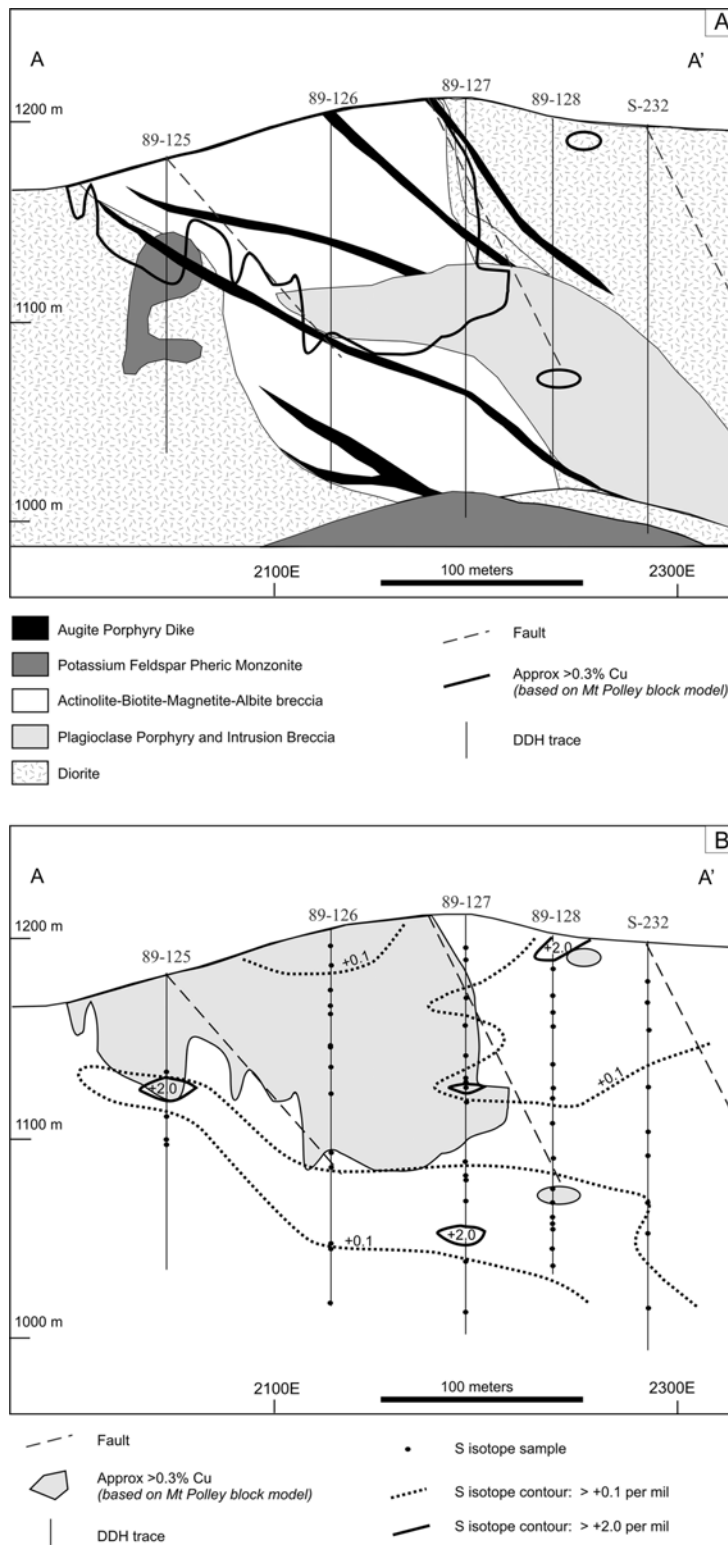 A
A
A'
89-127
89-126
89-128
S-232
1200 m
89-125
1100 m
1000 m
100 meters
2100E
2300E
Augite Porphyry Dike
Potassium Feldspar Pheric Monzonite
Actinolite-Biotite-Magnetite-Albite breccia
Plagioclase Porphyry and Intrusion Breccia
Diorite
Fault
Approx >0.3% Cu
(based on Mt Polley block model)
DDH trace
B
A
A'
89-127
89-126
89-128
S-232
1200 m
89-125
+2.0
+0.1
+0.1
+2.0
1100 m
+2.0
+0.1
1000 m
100 meters
2100E
2300E
Fault
Approx >0.3% Cu
(based on Mt Polley block model)
DDH trace
S isotope sample
S isotope contour: > +0.1 per mil
S isotope contour: > +2.0 per mil